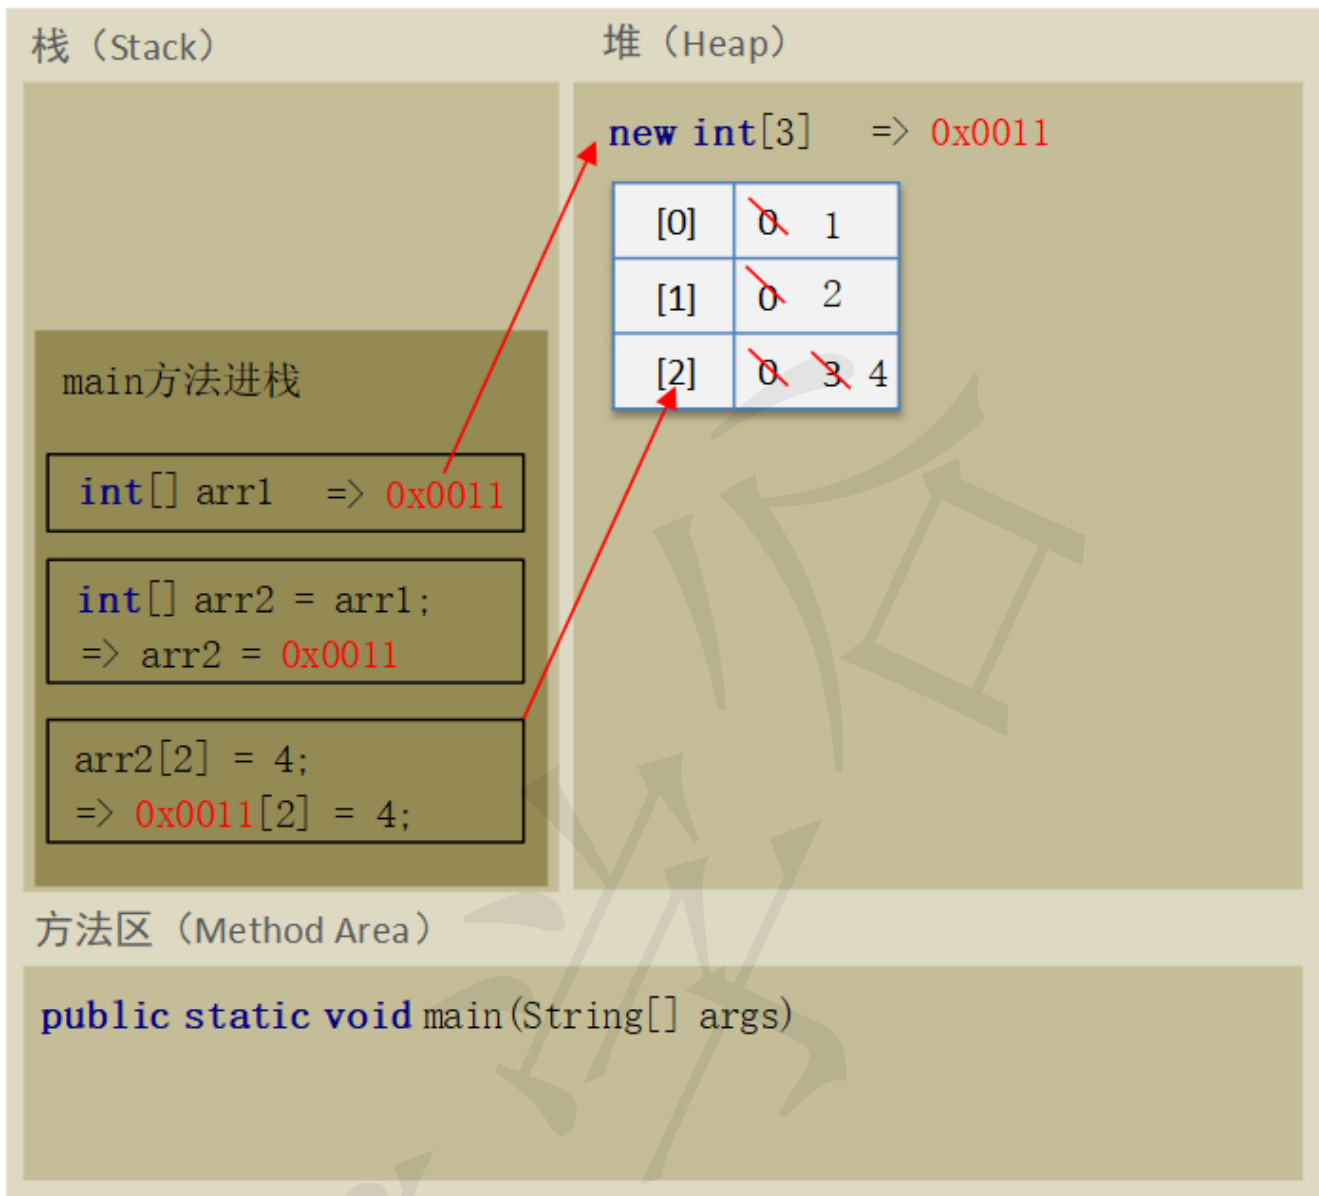 栈（Stack）
main方法进栈
int[] arr1 => 0x0011
int[] arr2 = arr1;
=> arr2 = 0x0011
arr2[2] = 4;
=> 0x0011[2] = 4;
堆（Heap）
new int[3] => 0x0011
[0] 0 1
[1] 0 2
[2] 0 3 4
方法区（Method Area）
public static void main(String[] args)